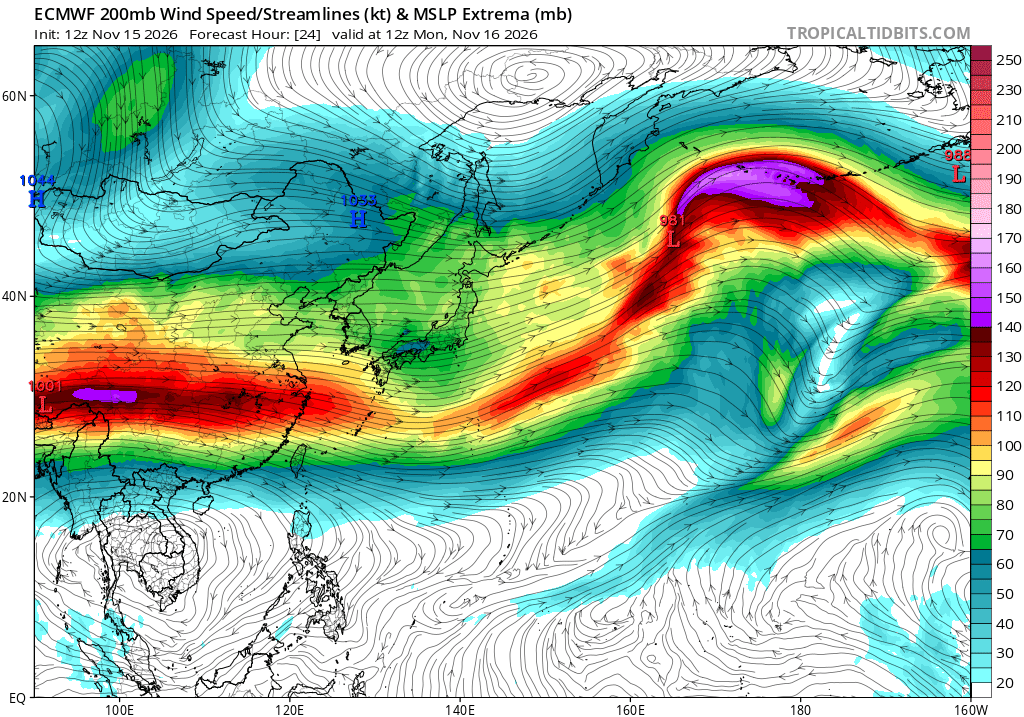 ECMWF 200mb Wind Speed/Streamlines (kt) & MSLP Extrema (mb)
Init: 12z Nov 15 2026 Forecast Hour: [24] valid at 12z Mon, Nov 16 2026
TROPICALTIDBITS.COM
250
230
210
200
190
180
170
160
150
140
130
120
110
100
90
80
70
60
50
40
30
20
60N
40N
20N
EQ
1044
H
1053
H
988
L
931
L
1001
L
100E
120E
140E
160E
180
160W